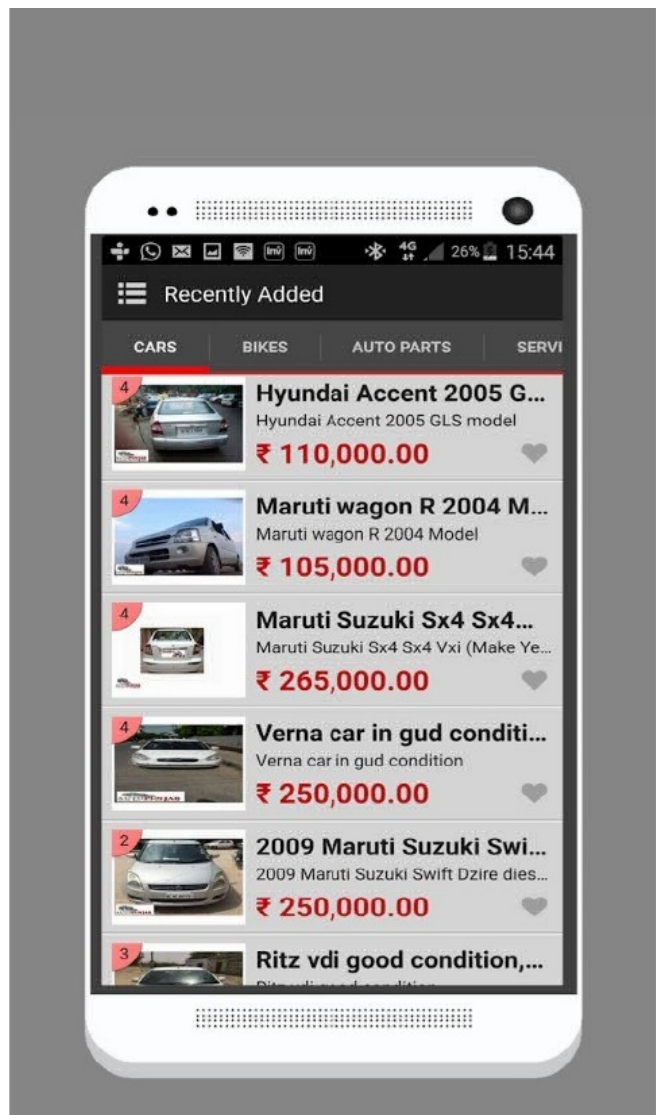 4G 26% 15:44
Recently Added
CARS BIKES AUTO PARTS SERVI
4
Hyundai Accent 2005 G...
Hyundai Accent 2005 GLS model
₹ 110,000.00
4
Maruti wagon R 2004 M...
Maruti wagon R 2004 Model
₹ 105,000.00
4
Maruti Suzuki Sx4 Sx4...
Maruti Suzuki Sx4 Sx4 Vxi (Make Ye...
₹ 265,000.00
4
Verna car in gud conditi...
Verna car in gud condition
₹ 250,000.00
2
2009 Maruti Suzuki Swi...
2009 Maruti Suzuki Swift Dzire dies...
₹ 250,000.00
3
Ritz vdi good condition,...